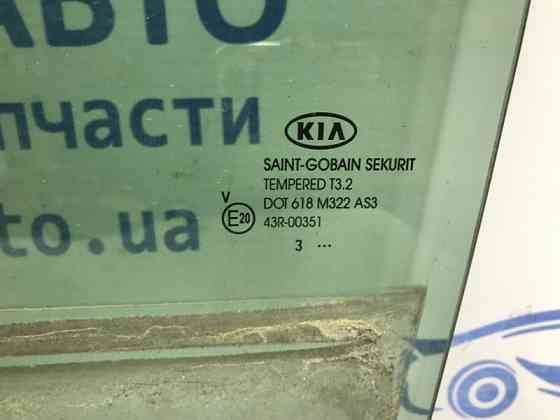 АВТО
пчасти
to.ua
KIA
SAINT-GOBAIN SEKURIT
TEMPERED T3.2
DOT 618 M322 AS3
V
E20
43R-00351
3 ...